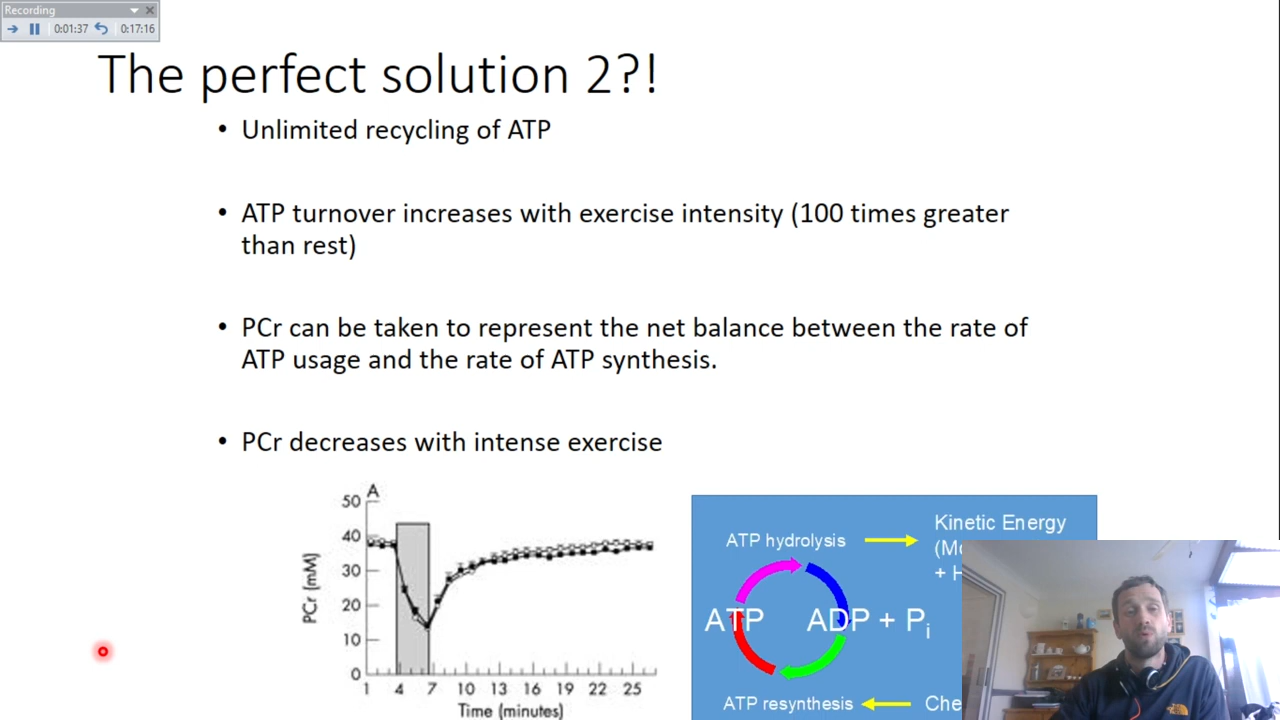 Recording
0:01:37 0:17:16
The perfect solution 2?!
• Unlimited recycling of ATP
• ATP turnover increases with exercise intensity (100 times greater
than rest)
• PCr can be taken to represent the net balance between the rate of
ATP usage and the rate of ATP synthesis.
• PCr decreases with intense exercise
A
50
40
30
20
10
0
PCr (mM)
1 4 7 10 13 16 19 22 25
Time (minutes)
Kinetic Energy
ATP hydrolysis
ATP ADP + Pi
ATP resynthesis